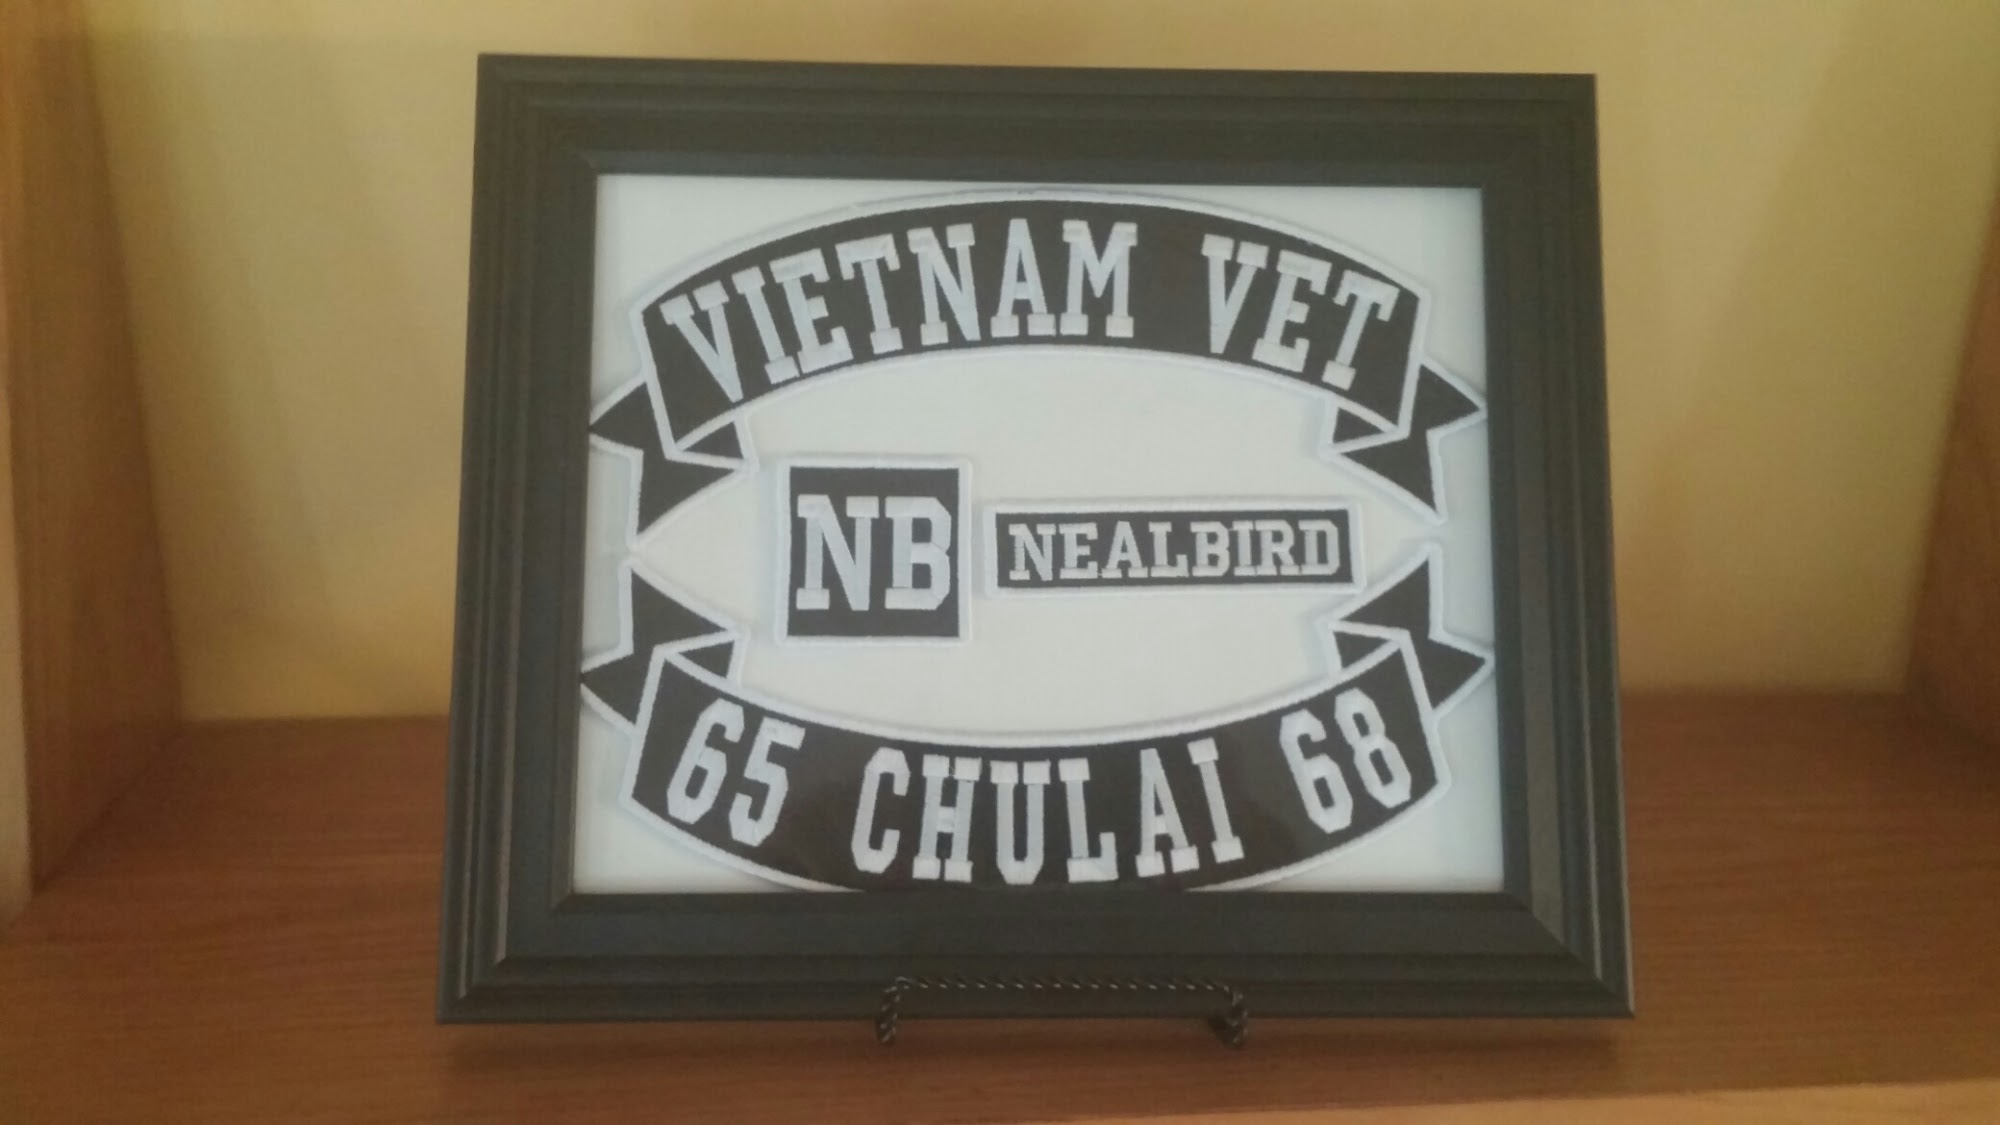 VIETNAM VET
NB NEALBIRD
65 CHULAI 68